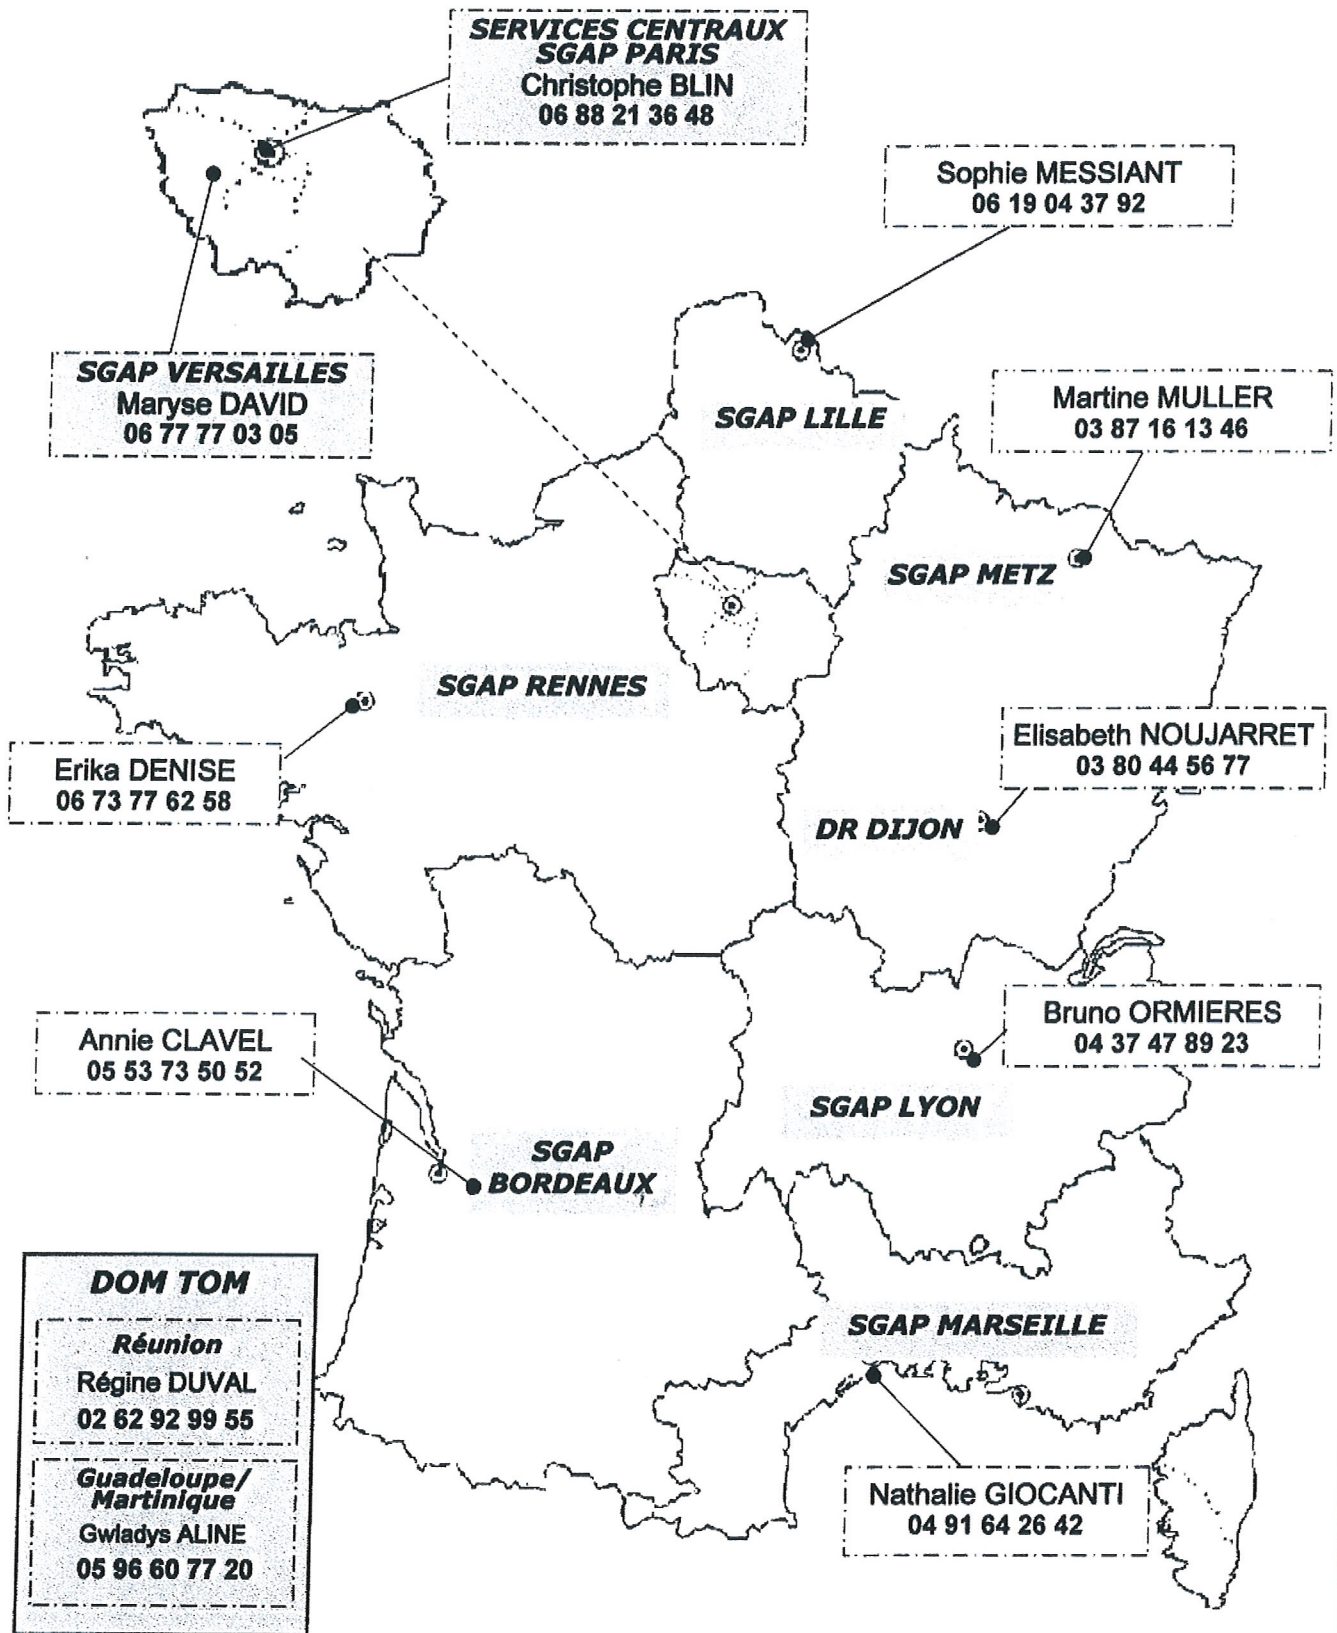 SERVICES CENTRAUX
SGAP PARIS
Christophe BLIN
06 88 21 36 48
Sophie MESSIANT
06 19 04 37 92
SGAP VERSAILLES
Maryse DAVID
06 77 77 03 05
SGAP LILLE
Martine MULLER
03 87 16 13 46
SGAP METZ
SGAP RENNES
Erika DENISE
06 73 77 62 58
Elisabeth NOUJARRET
03 80 44 56 77
DR DIJON
Annie CLAVEL
05 53 73 50 52
Bruno ORMIERES
04 37 47 89 23
SGAP LYON
SGAP
BORDEAUX
DOM TOM
Réunion
Régine DUVAL
02 62 92 99 55
Guadeloupe/
Martinique
Gwladys ALINE
05 96 60 77 20
SGAP MARSEILLE
Nathalie GIOCANTI
04 91 64 26 42